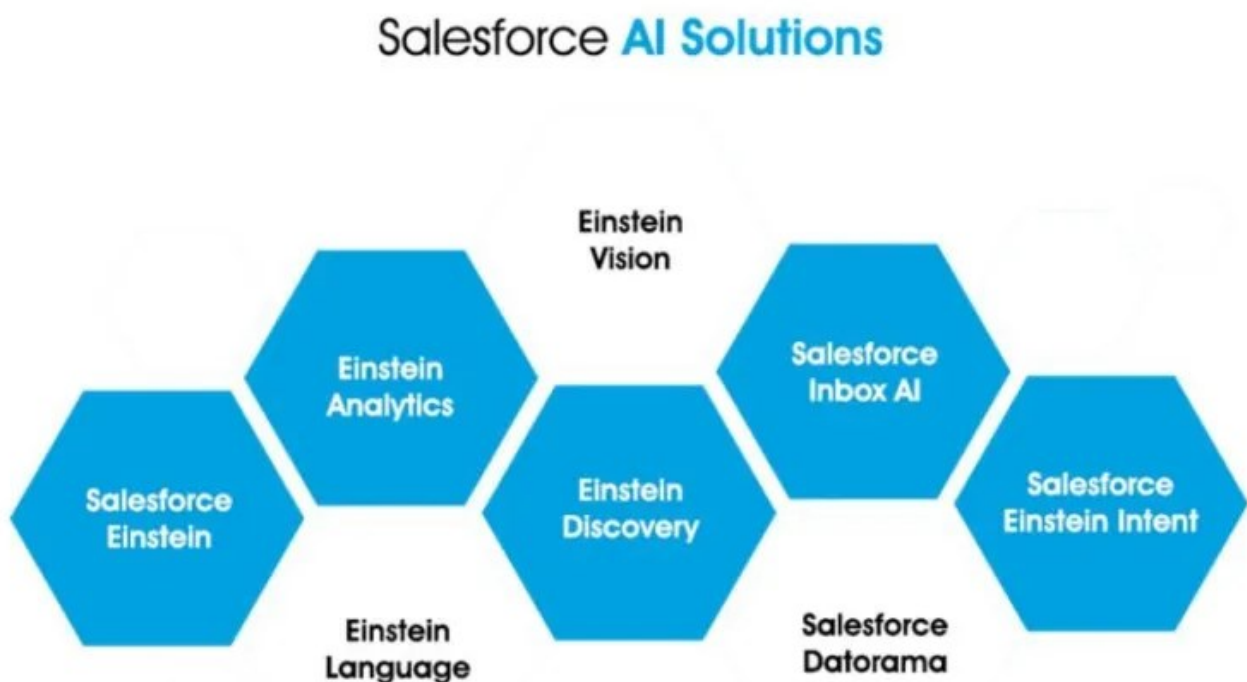 Salesforce AI Solutions
Einstein
Vision
Einstein
Analytics
Salesforce
Inbox AI
Salesforce
Einstein
Einstein
Discovery
Salesforce
Einstein Intent
Einstein
Language
Salesforce
Datorama